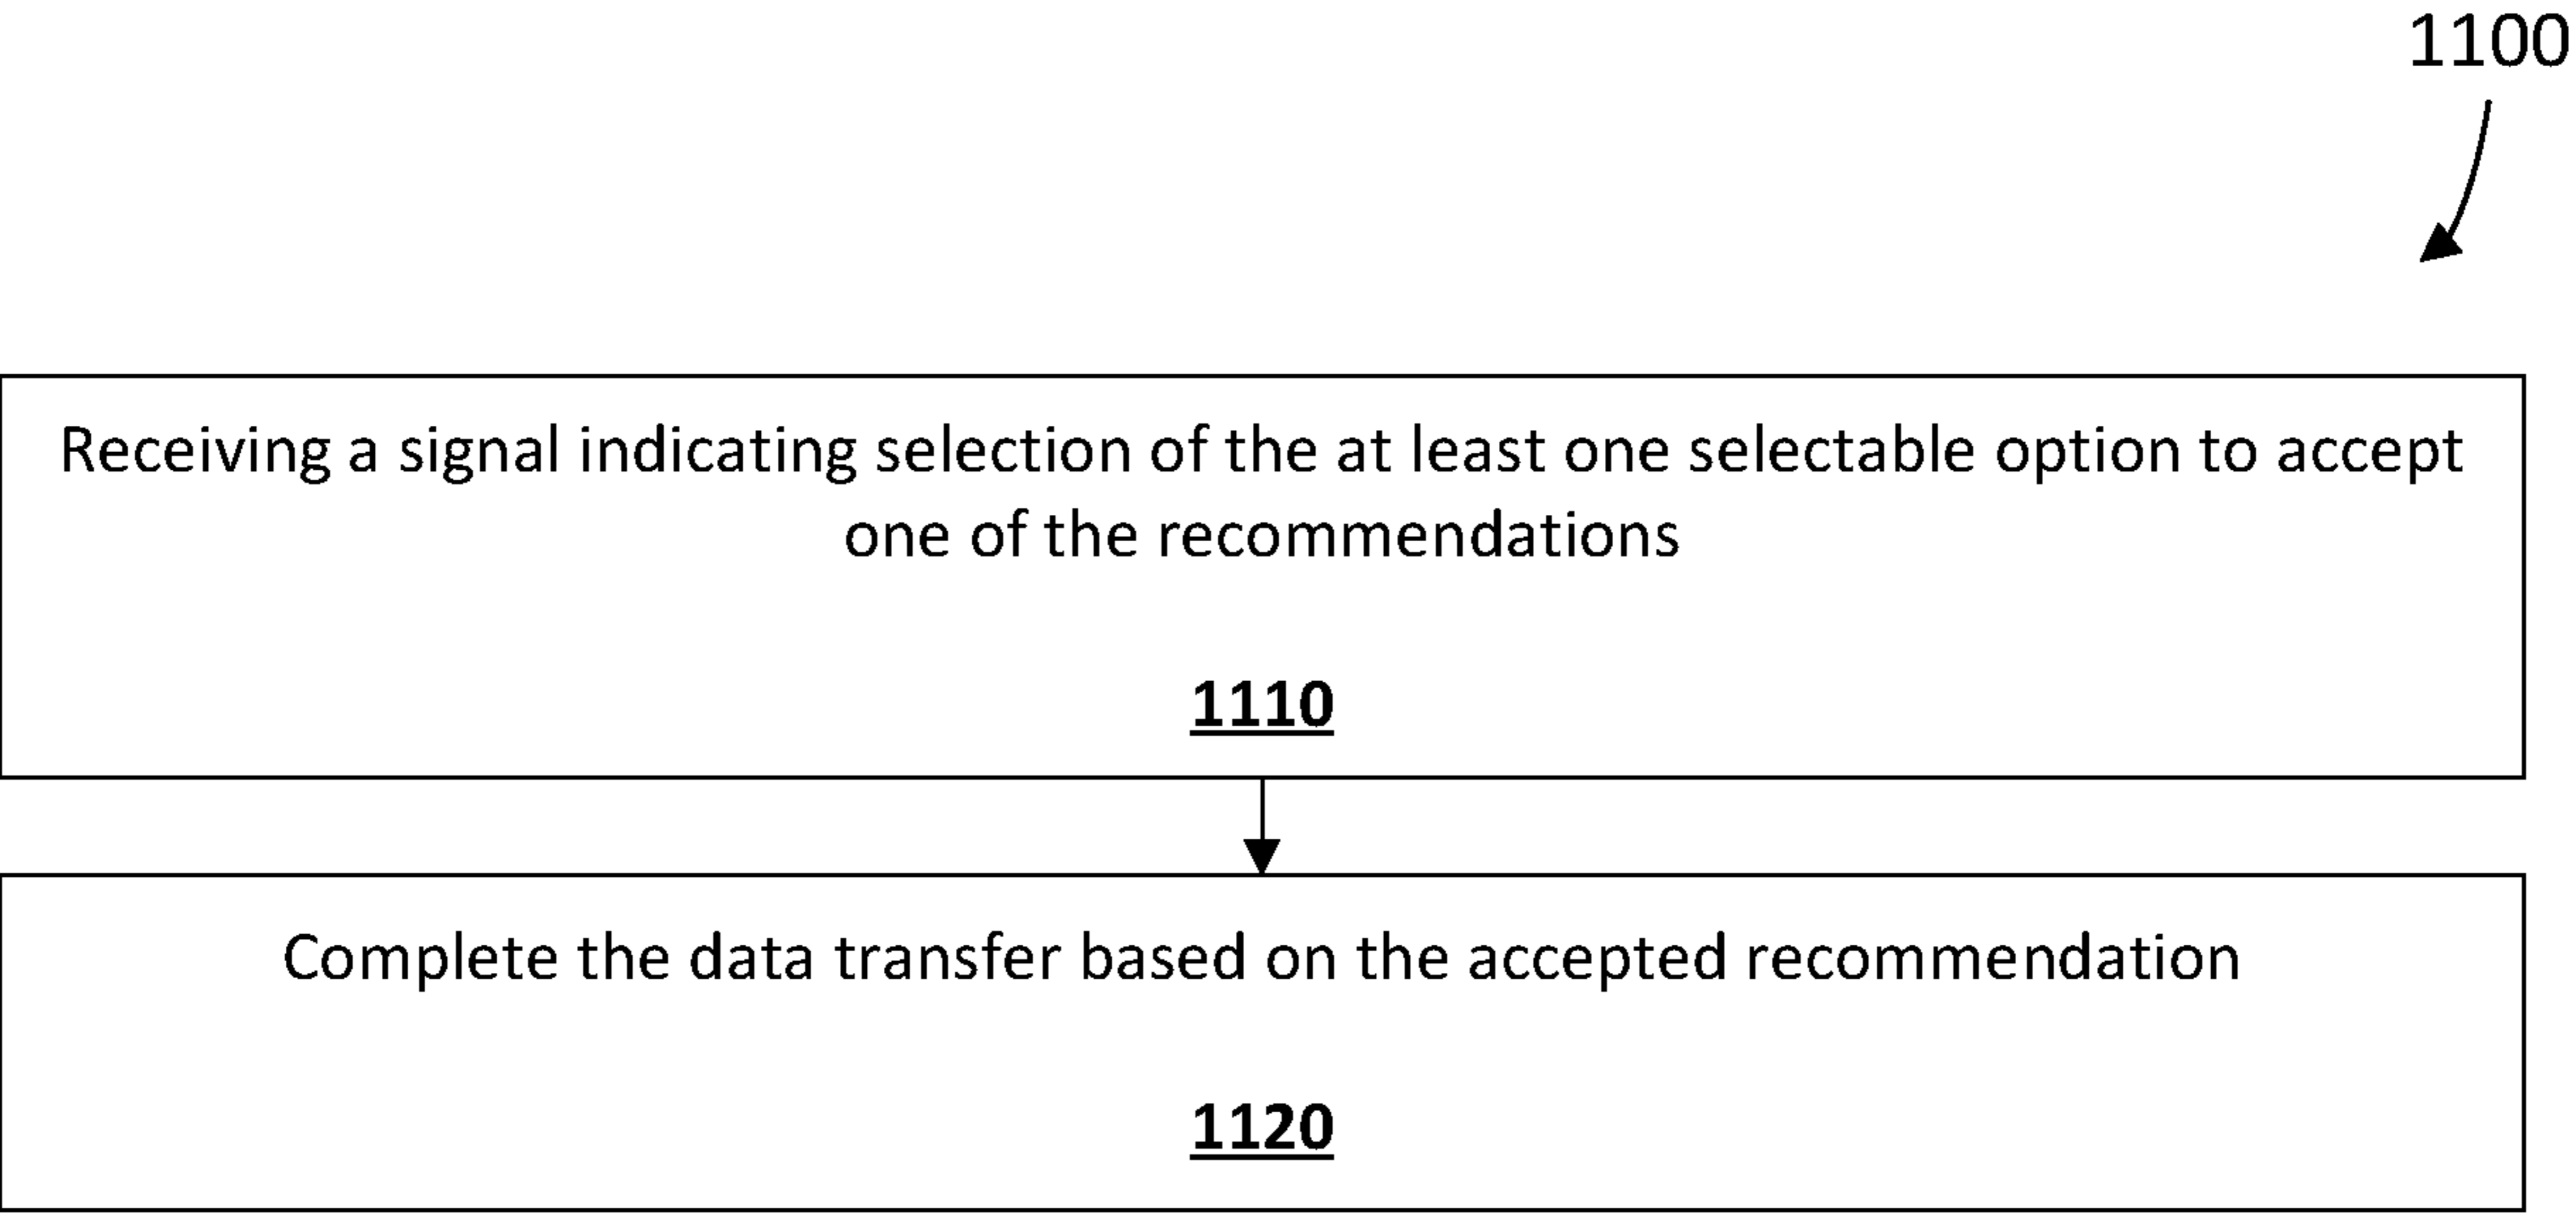 1100
Receiving a signal indicating selection of the at least one selectable option to accept
one of the recommendations
1110
Complete the data transfer based on the accepted recommendation
1120